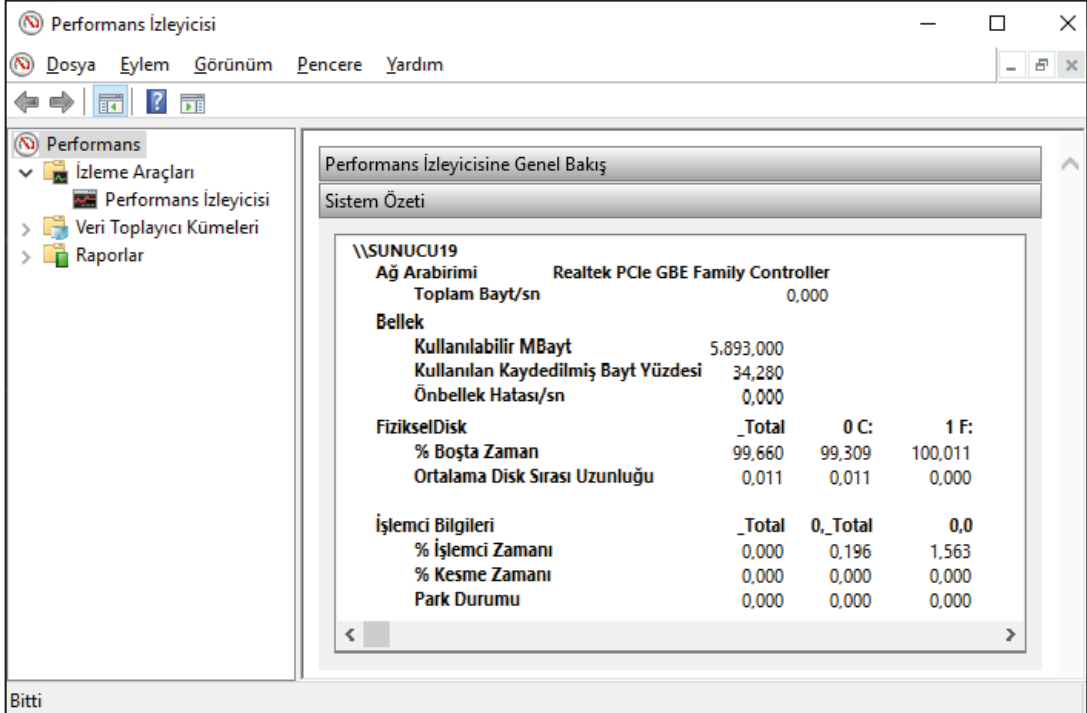 Performans İzleyicisi
Dosya Eylem Görünüm Pencere Yardım
Performans
İzleme Araçları
Performans İzleyicisi
Veri Toplayıcı Kümeleri
Raporlar
Performans İzleyicisine Genel Bakış
Sistem Özeti
\\SUNUCU19
Ağ Arabirimi Realtek PCIe GBE Family Controller
Toplam Bayt/sn 0,000
Bellek
Kullanılabilir MBayt 5.893,000
Kullanılan Kaydedilmiş Bayt Yüzdesi 34,280
Önbellek Hatası/sn 0,000
FizikselDisk _Total 0 C: 1 F:
% Boşta Zaman 99,660 99,309 100,011
Ortalama Disk Sırası Uzunluğu 0,011 0,011 0,000
İşlemci Bilgileri _Total 0,_Total 0,0
% İşlemci Zamanı 0,000 0,196 1,563
% Kesme Zamanı 0,000 0,000 0,000
Park Durumu 0,000 0,000 0,000
Bitti